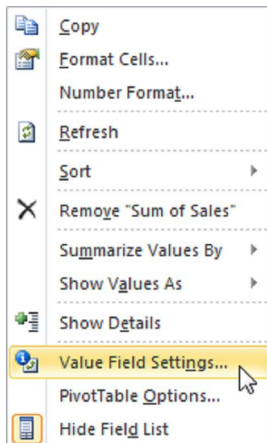 Copy
Format Cells...
Number Format...
Refresh
Sort
Remove "Sum of Sales"
Summarize Values By
Show Values As
Show Details
Value Field Settings...
PivotTable Options...
Hide Field List